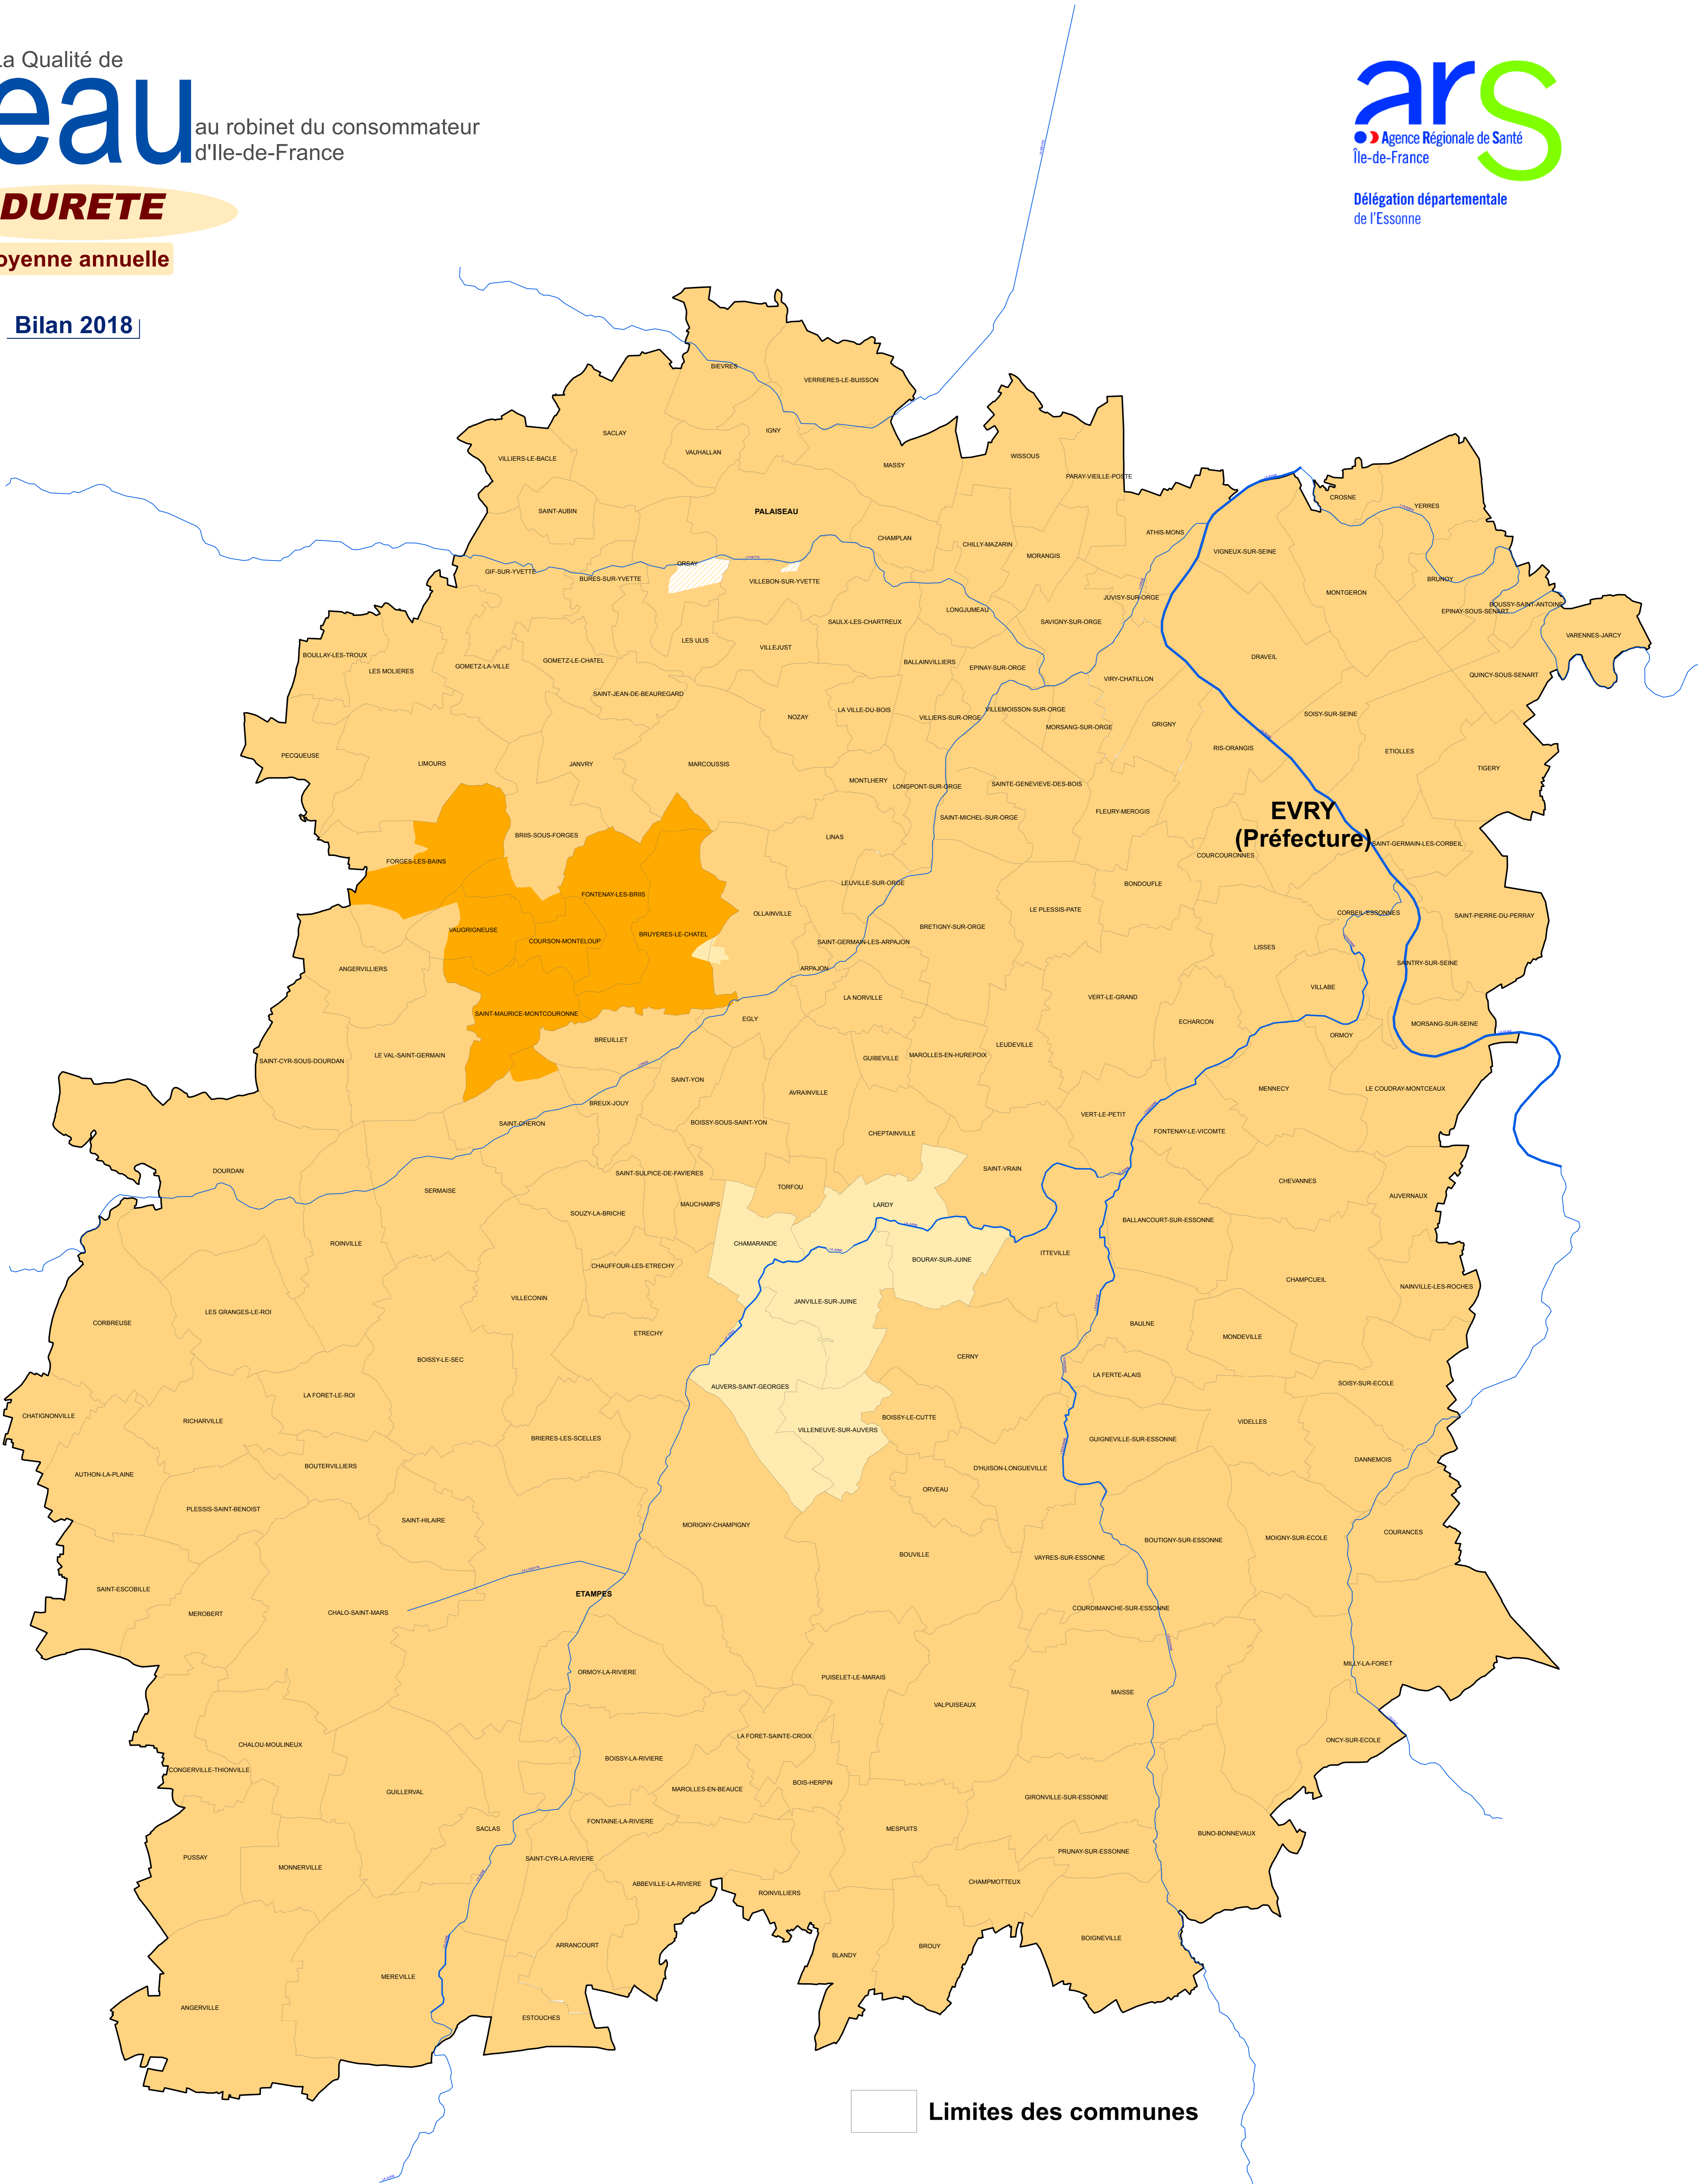 La Qualité de
eau
au robinet du consommateur
d'Ile-de-France
DURETE
oyenne annuelle
Bilan 2018
ars
Agence Régionale de Santé
Île-de-France
Délégation départementale
de l'Essonne
BIEVRES
VERRIERES-LE-BUISSON
IGNY
SACLAY
VAUHALLAN
VILLIERS-LE-BACLE
MASSY
WISSOUS
PARAY-VIEILLE-POSTE
CROSNE
YERRES
SAINT-AUBIN
PALAISEAU
CHAMPLAN
CHILLY-MAZARIN
MORANGIS
ATHIS-MONS
VIGNEUX-SUR-SEINE
ORSAY
GIF-SUR-YVETTE
BURES-SUR-YVETTE
VILLEBON-SUR-YVETTE
BRUNOY
MONTGERON
JUVISY-SUR-ORGE
BOUSSY-SAINT-ANTOINE
EPINAY-SOUS-SENART
LONGJUMEAU
SAULX-LES-CHARTREUX
SAVIGNY-SUR-ORGE
VARENNES-JARCY
LES ULIS
VILLEJUST
BOULLAY-LES-TROUX
LES MOLIERES
GOMETZ-LA-VILLE
GOMETZ-LE-CHATEL
BALLAINVILLIERS
EPINAY-SUR-ORGE
DRAVEIL
QUINCY-SOUS-SENART
VIRY-CHATILLON
SAINT-JEAN-DE-BEAUREGARD
NOZAY
LA VILLE-DU-BOIS
VILLIERS-SUR-ORGE
VILLEMOISSON-SUR-ORGE
MORSANG-SUR-ORGE
GRIGNY
SOISY-SUR-SEINE
RIS-ORANGIS
ETIOLLES
TIGERY
PECQUEUSE
LIMOURS
JANVRY
MARCOUSSIS
MONTLHERY
LONGPONT-SUR-ORGE
SAINTE-GENEVIEVE-DES-BOIS
FLEURY-MEROGIS
SAINT-MICHEL-SUR-ORGE
EVRY
(Préfecture)
BRIIS-SOUS-FORGES
LINAS
SAINT-GERMAIN-LES-CORBEIL
COURCOURONNES
FORGES-LES-BAINS
LEUVILLE-SUR-ORGE
BONDOUFLE
FONTENAY-LES-BRIIS
OLLAINVILLE
LE PLESSIS-PATE
CORBEIL-ESSONNES
SAINT-PIERRE-DU-PERRAY
VAUGRIGNEUSE
COURSON-MONTELOUP
BRUYERES-LE-CHATEL
SAINT-GERMAIN-LES-ARPAJON
BRETIGNY-SUR-ORGE
LISSES
SAINTRY-SUR-SEINE
ANGERVILLIERS
ARPAJON
VILLABE
LA NORVILLE
VERT-LE-GRAND
SAINT-MAURICE-MONTCOURONNE
EGLY
ECHARCON
MORSANG-SUR-SEINE
ORMOY
BREUILLET
LEUDEVILLE
SAINT-CYR-SOUS-DOURDAN
LE VAL-SAINT-GERMAIN
GUIBEVILLE
MAROLLES-EN-HUREPOIX
SAINT-YON
AVRAINVILLE
MENNECY
LE COUDRAY-MONTCEAUX
BREUX-JOUY
SAINT-CHERON
BOISSY-SOUS-SAINT-YON
CHEPTAINVILLE
VERT-LE-PETIT
FONTENAY-LE-VICOMTE
DOURDAN
SERMAISE
SAINT-SULPICE-DE-FAVIERES
TORFOU
SAINT-VRAIN
CHEVANNES
AUVERNAUX
MAUCHAMPS
SOUZY-LA-BRICHE
LARDY
BALLANCOURT-SUR-ESSONNE
ROINVILLE
CHAMARANDE
BOURAY-SUR-JUINE
ITTEVILLE
CHAUFFOUR-LES-ETRECHY
CHAMPCUEIL
NAINVILLE-LES-ROCHES
VILLECONIN
JANVILLE-SUR-JUINE
LES GRANGES-LE-ROI
CORBREUSE
ETRECHY
BAULNE
MONDEVILLE
BOISSY-LE-SEC
CERNY
LA FERTE-ALAIS
SOISY-SUR-ECOLE
AUVERS-SAINT-GEORGES
LA FORET-LE-ROI
CHATIGNONVILLE
RICHARVILLE
BOISSY-LE-CUTTE
VILLENEUVE-SUR-AUVERS
VIDELLES
BRIERES-LES-SCELLES
GUIGNEVILLE-SUR-ESSONNE
DANNEMOIS
BOUTERVILLIERS
AUTHON-LA-PLAINE
D'HUISON-LONGUEVILLE
ORVEAU
PLESSIS-SAINT-BENOIST
SAINT-HILAIRE
MORIGNY-CHAMPIGNY
COURANCES
BOUTIGNY-SUR-ESSONNE
MOIGNY-SUR-ECOLE
BOUVILLE
VAYRES-SUR-ESSONNE
SAINT-ESCOBILLE
ETAMPES
MEROBERT
CHALO-SAINT-MARS
COURDIMANCHE-SUR-ESSONNE
ORMOY-LA-RIVIERE
PUISELET-LE-MARAIS
MILLY-LA-FORET
MAISSE
VALPUISEAUX
CHALOU-MOULINEUX
LA FORET-SAINTE-CROIX
ONCY-SUR-ECOLE
BOISSY-LA-RIVIERE
CONGERVILLE-THIONVILLE
GUILLERVAL
MAROLLES-EN-BEAUCE
BOIS-HERPIN
GIRONVILLE-SUR-ESSONNE
FONTAINE-LA-RIVIERE
SACLAS
MESPUITS
BUNO-BONNEVAUX
PUSSAY
MONNERVILLE
SAINT-CYR-LA-RIVIERE
PRUNAY-SUR-ESSONNE
ABBEVILLE-LA-RIVIERE
ROINVILLIERS
CHAMPMOTTEUX
ARRANCOURT
BLANDY
BROUY
BOIGNEVILLE
MEREVILLE
ANGERVILLE
ESTOUCHES
Limites des communes